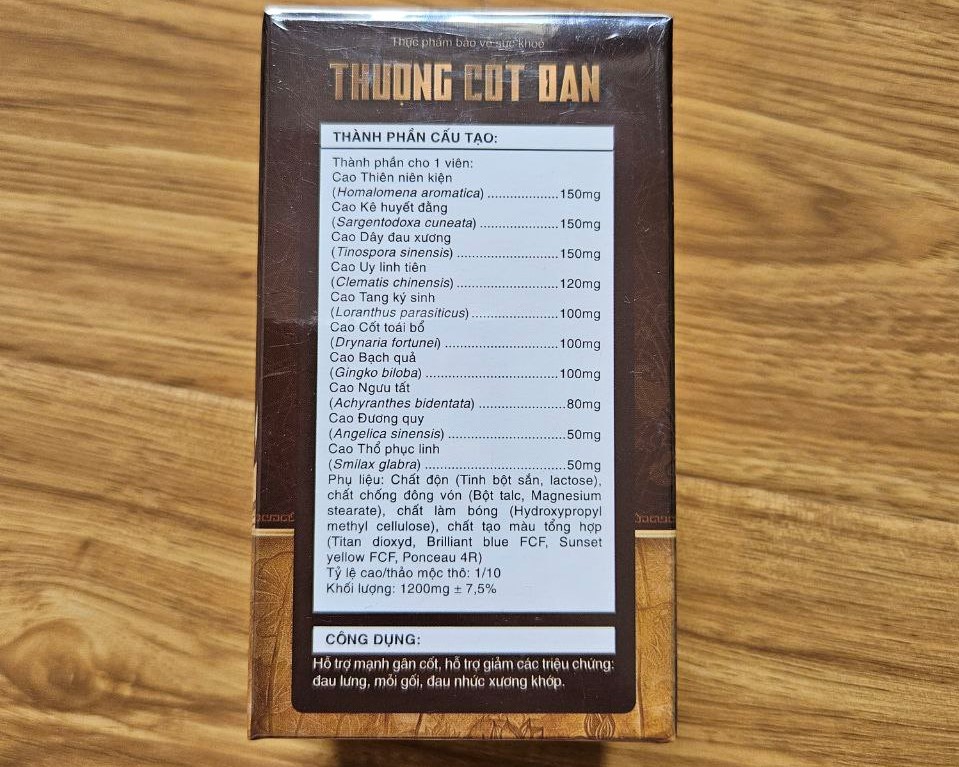 Thực phẩm bảo vệ sức khoẻ
THƯỢNG CỐT ĐAN
THÀNH PHẦN CẤU TẠO:
Thành phần cho 1 viên:
Cao Thiên niên kiện
(Homalomena aromatica) ...................150mg
Cao Kê huyết đằng
(Sargentodoxa cuneata) .....................150mg
Cao Dây đau xương
(Tinospora sinensis) ...........................150mg
Cao Uy linh tiên
(Clematis chinensis) ...........................120mg
Cao Tang ký sinh
(Loranthus parasiticus) .......................100mg
Cao Cốt toái bổ
(Drynaria fortunei) ..............................100mg
Cao Bạch quả
(Gingko biloba) ...................................100mg
Cao Ngưu tất
(Achyranthes bidentata) .......................80mg
Cao Đương quy
(Angelica sinensis) ...............................50mg
Cao Thổ phục linh
(Smilax glabra) .....................................50mg
Phụ liệu: Chất độn (Tinh bột sắn, lactose),
chất chống đông vón (Bột talc, Magnesium
stearate), chất làm bóng (Hydroxypropyl
methyl cellulose), chất tạo màu tổng hợp
(Titan dioxyd, Brilliant blue FCF, Sunset
yellow FCF, Ponceau 4R)
Tỷ lệ cao/thảo mộc thô: 1/10
Khối lượng: 1200mg ± 7,5%
CÔNG DỤNG:
Hỗ trợ mạnh gân cốt, hỗ trợ giảm các triệu chứng:
đau lưng, mỏi gối, đau nhức xương khớp.